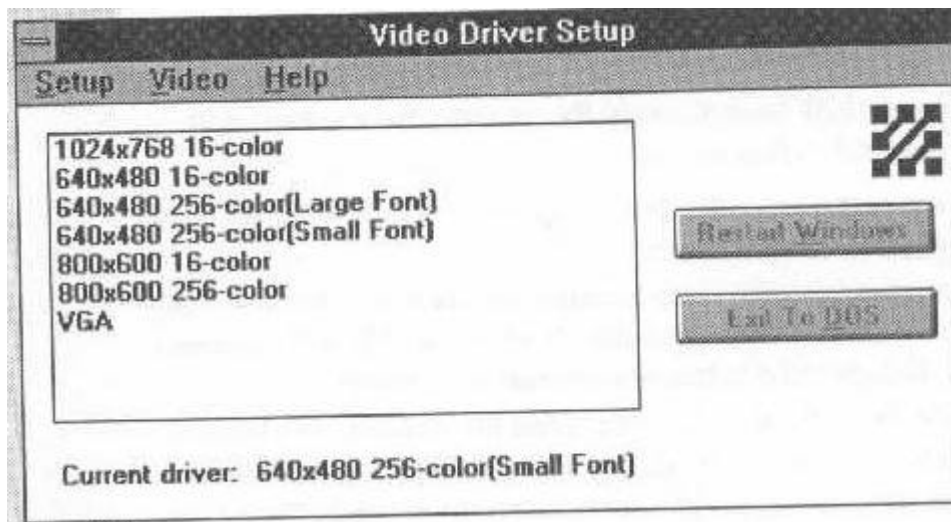 Video Driver Setup
Setup Video Help
1024x768 16-color
640x480 16-color
640x480 256-color(Large Font)
640x480 256-color(Small Font)
800x600 16-color
800x600 256-color
VGA
Restart Windows
Exit To DOS
Current driver: 640x480 256-color(Small Font)